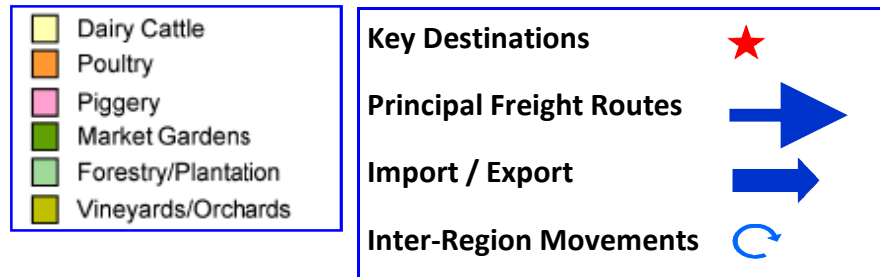 Dairy Cattle
Poultry
Piggery
Market Gardens
Forestry/Plantation
Vineyards/Orchards
Key Destinations
Principal Freight Routes
Import / Export
Inter-Region Movements